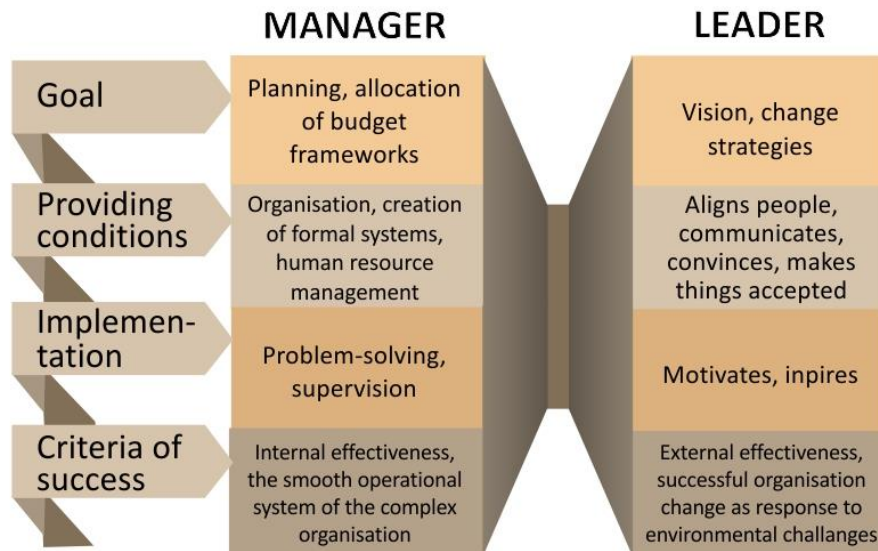 MANAGER
LEADER
Goal
Planning, allocation
of budget
frameworks
Vision, change
strategies
Providing
conditions
Organisation, creation
of formal systems,
human resource
management
Aligns people,
communicates,
convinces, makes
things accepted
Implemen-
tation
Problem-solving,
supervision
Motivates, inpires
Criteria of
success
Internal effectiveness,
the smooth operational
system of the complex
organisation
External effectiveness,
successful organisation
change as response to
environmental challanges